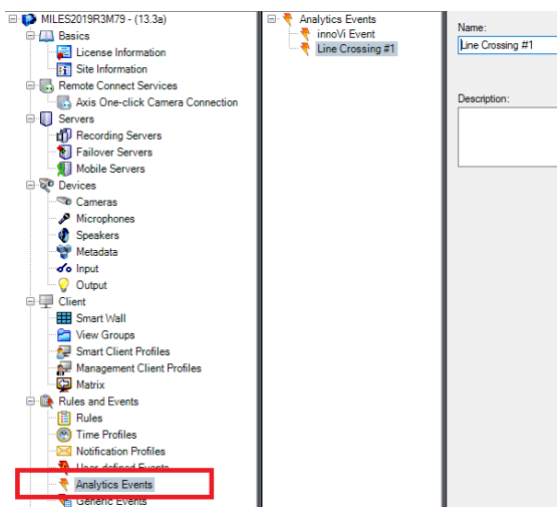 MILES2019R3M79 - (13.3a)
Basics
License Information
Site Information
Remote Connect Services
Axis One-click Camera Connection
Servers
Recording Servers
Failover Servers
Mobile Servers
Devices
Cameras
Microphones
Speakers
Metadata
Input
Output
Client
Smart Wall
View Groups
Smart Client Profiles
Management Client Profiles
Matrix
Rules and Events
Rules
Time Profiles
Notification Profiles
User-defined Events
Analytics Events
Generic Events
Analytics Events
innoVi Event
Line Crossing #1
Name:
Line Crossing #1
Description: